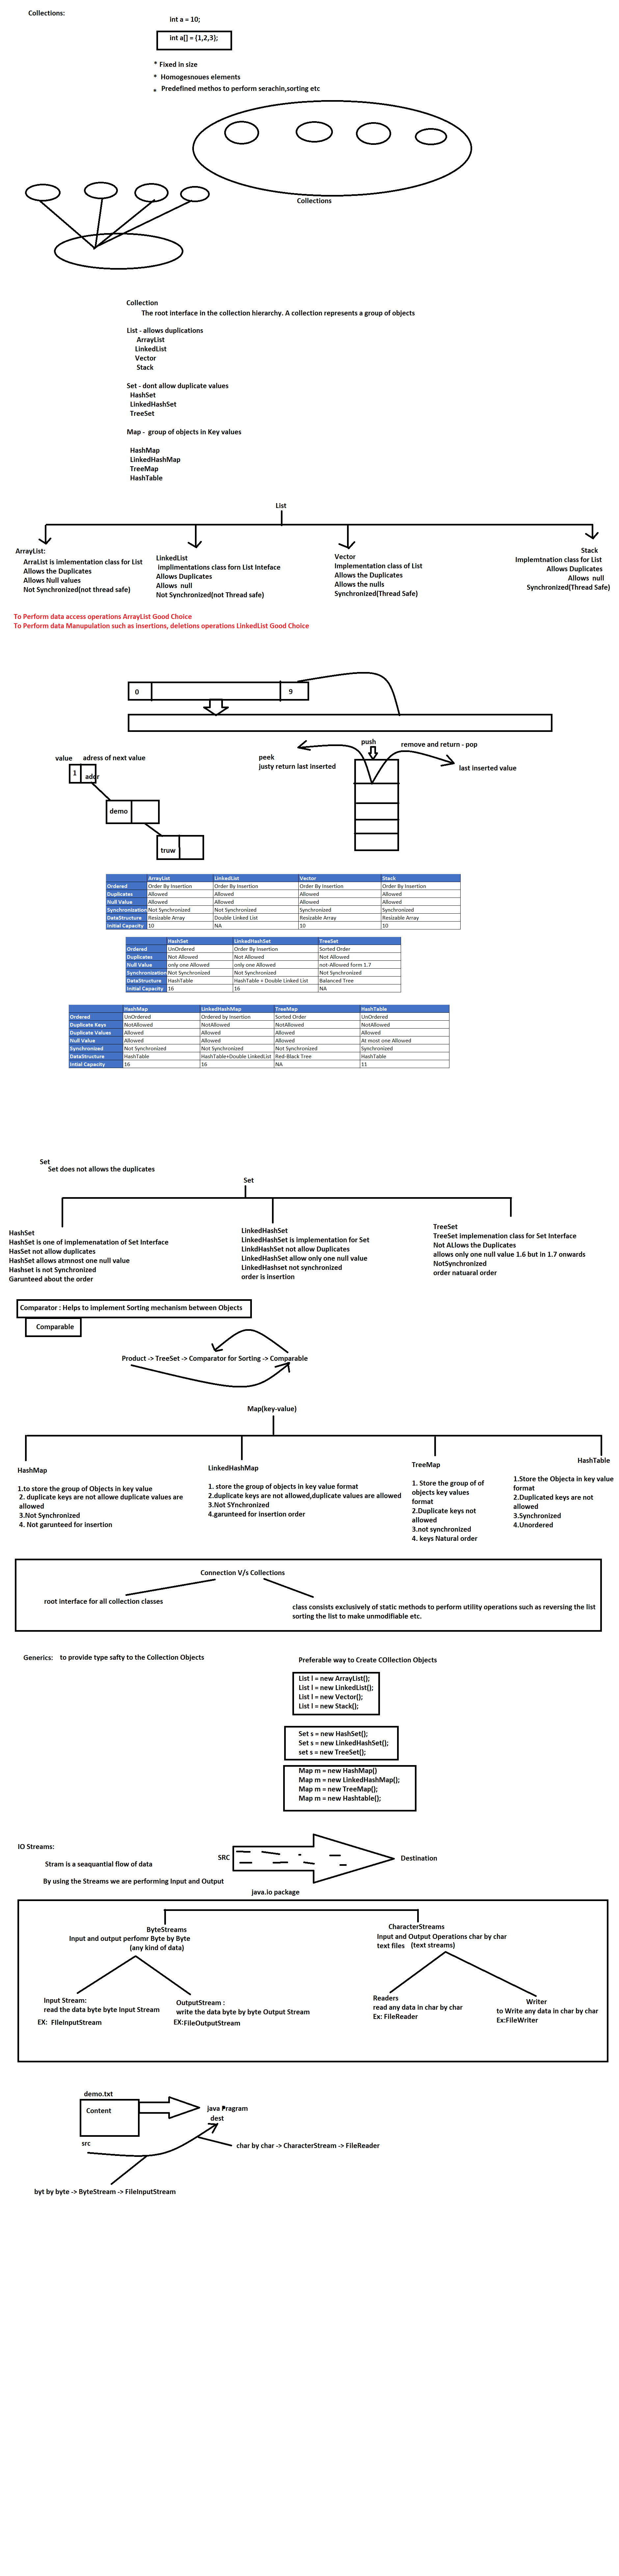 Collections:
int a = 10;
int a[] = {1,2,3};
* Fixed in size
* Homogesnoues elements
* Predefined methos to perform serachin,sorting etc
Collections
Collection
The root interface in the collection hierarchy. A collection represents a group of objects
List - allows duplications
ArrayList
LinkedList
Vector
Stack
Set - dont allow duplicate values
HashSet
LinkedHashSet
TreeSet
Map - group of objects in Key values
HashMap
LinkedHashMap
TreeMap
HashTable
List
ArrayList:
ArraList is imlementation class for List
Allows the Duplicates
Allows Null values
Not Synchronized(not thread safe)
LinkedList
implimentations class forn List Inteface
Allows Duplicates
Allows null
Not Synchronized(not Thread safe)
Vector
Implementation class of List
Allows the Duplicates
Allows the nulls
Synchronized(Thread Safe)
Stack
Implemtnation class for List
Allows Duplicates
Allows null
Synchronized(Thread Safe)
To Perform data access operations ArrayList Good Choice
To Perform data Manupulation such as insertions, deletions operations LinkedList Good Choice
0 9
value adress of next value
1 addr
demo
truw
peek
justy return last inserted
push
remove and return - pop
last inserted value
ArrayList LinkedList Vector Stack
Ordered Order By Insertion Order By Insertion Order By Insertion Order By Insertion
Duplicates Allowed Allowed Allowed Allowed
Null Value Allowed Allowed Allowed Allowed
Synchronization Not Synchronized Not Synchronized Synchronized Synchronized
DataStructure Resizable Array Double Linked List Resizable Array Resizable Array
Initial Capacity 10 NA 10 10
HashSet LinkedHashSet TreeSet
Ordered UnOrdered Order By Insertion Sorted Order
Duplicates Not Allowed Not Allowed Not Allowed
Null Value only one Allowed only one Allowed not-Allowed form 1.7
Synchronization Not Synchronized Not Synchronized Not Synchronized
DataStructure HashTable HashTable + Double Linked List Balanced Tree
Initial Capacity 16 16 NA
HashMap LinkedHashMap TreeMap HashTable
Ordered UnOrdered Ordered by Insertion Sorted Order UnOrdered
Duplicate Keys NotAllowed NotAllowed NotAllowed NotAllowed
Duplicate Values Allowed Allowed Allowed Allowed
Null Value Allowed Allowed Allowed At most one Allowed
Synchronized Not Synchronized Not Synchronized Not Synchronized Synchronized
DataStructure HashTable HashTable+Double LinkedList Red-Black Tree HashTable
Intial Capacity 16 16 NA 11
Set
Set does not allows the duplicates
Set
HashSet
HashSet is one of implemenatation of Set Interface
HasSet not allow duplicates
HashSet allows atmnost one null value
Hashset is not Synchronized
Garunteed about the order
LinkedHashSet
LinkedHashSet is implementation for Set
LinkdHashSet not allow Duplicates
LinkedHashSet allow only one null value
LinkedHashset not synchronized
order is insertion
TreeSet
TreeSet implemenation class for Set Interface
Not ALlows the Duplicates
allows only one null value 1.6 but in 1.7 onwards
NotSynchronized
order natuaral order
Comparator : Helps to implement Sorting mechanism between Objects
Comparable
Product -> TreeSet -> Comparator for Sorting -> Comparable
Map(key-value)
HashMap
1.to store the group of Objects in key value
2. duplicate keys are not allowe duplicate values are
allowed
3.Not Synchronized
4. Not garunteed for insertion
LinkedHashMap
1. store the group of objects in key value format
2.duplicate keys are not allowed,duplicate values are allowed
3.Not SYnchronized
4.garunteed for insertion order
TreeMap
1. Store the group of of
objects key values
format
2.Duplicate keys not
allowed
3.not synchronized
4. keys Natural order
HashTable
1.Store the Objecta in key value
format
2.Duplicated keys are not
allowed
3.Synchronized
4.Unordered
Connection V/s Collections
root interface for all collection classes
class consists exclusively of static methods to perform utility operations such as reversing the list
sorting the list to make unmodifiable etc.
Generics: to provide type safty to the Collection Objects
Preferable way to Create COllection Objects
List l = new ArrayList();
List l = new LinkedList();
List l = new Vector();
List l = new Stack();
Set s = new HashSet();
Set s = new LinkedHashSet();
set s = new TreeSet();
Map m = new HashMap()
Map m = new LinkedHashMap();
Map m = new TreeMap();
Map m = new Hashtable();
IO Streams:
Stram is a seaquantial flow of data
By using the Streams we are performing Input and Output
SRC
Destination
java.io package
ByteStreams
Input and output perfomr Byte by Byte
(any kind of data)
CharacterStreams
Input and Output Operations char by char
text files (text streams)
Input Stream:
read the data byte byte Input Stream
EX: FileInputStream
OutputStream :
write the data byte by byte Output Stream
EX:FileOutputStream
Readers
read any data in char by char
Ex: FileReader
Writer
to Write any data in char by char
Ex:FileWriter
demo.txt
Content
src
java Pragram
dest
char by char -> CharacterStream -> FileReader
byt by byte -> ByteStream -> FileInputStream